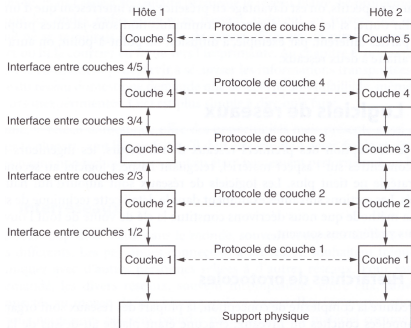 Hôte 1 Hôte 2
Protocole de couche 5
Couche 5 Couche 5
Interface entre couches 4/5
Protocole de couche 4
Couche 4 Couche 4
Interface entre couches 3/4
Protocole de couche 3
Couche 3 Couche 3
Interface entre couches 2/3
Protocole de couche 2
Couche 2 Couche 2
Interface entre couches 1/2
Protocole de couche 1
Couche 1 Couche 1
Support physique